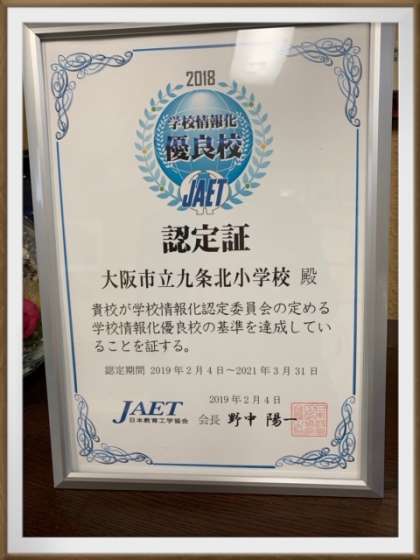 2018
学校情報化
優良校
JAET
認定証
大阪市立九条北小学校 殿
貴校が学校情報化認定委員会の定める
学校情報化優良校の基準を達成してい
ることを証する。
認定期間 2019年2月4日～2021年3月31日
2019年2月4日
JAET
日本教育工学協会
会長 野中 陽一